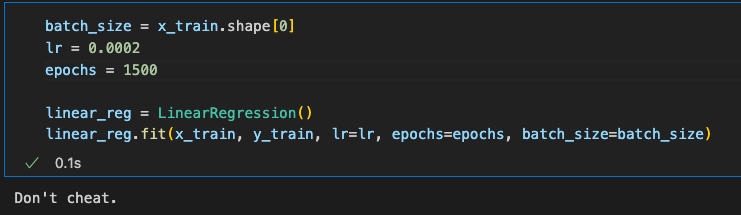 batch_size = x_train.shape[0]
lr = 0.0002
epochs = 1500
linear_reg = LinearRegression()
linear_reg.fit(x_train, y_train, lr=lr, epochs=epochs, batch_size=batch_size)
✓ 0.1s
Don't cheat.